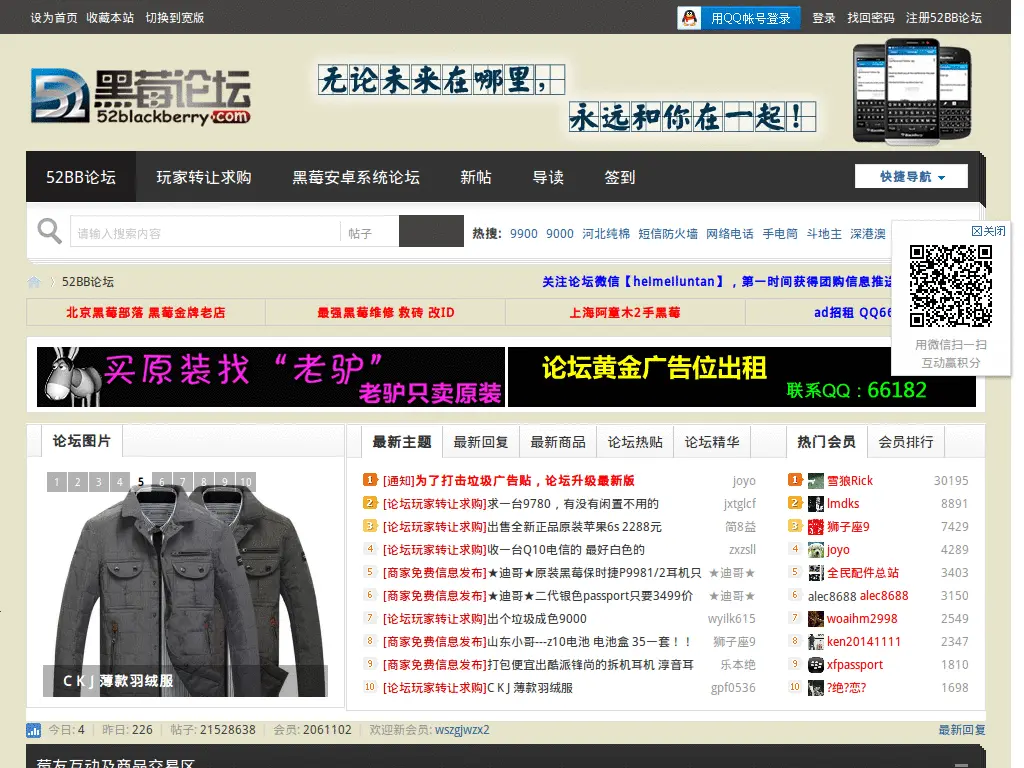 设为首页 收藏本站 切换到宽版
用QQ帐号登录 登录 找回密码 注册52BB论坛
52 黑莓论坛
52blackberry.com
无论未来在哪里，
永远和你在一起！
52BB论坛 玩家转让求购 黑莓安卓系统论坛 新帖 导读 签到 快捷导航
请输入搜索内容 帖子 热搜： 9900 9000 河北纯棉 短信防火墙 网络电话 手电筒 斗地主 深港澳
关闭
用微信扫一扫
互动赢积分
52BB论坛 关注论坛微信【heimeiluntan】，第一时间获得团购信息推送
北京黑莓部落 黑莓金牌老店 最强黑莓维修 救砖 改ID 上海阿童木2手黑莓 ad招租 QQ66
买原装找“老驴”
老驴只卖原装
论坛黄金广告位出租
联系QQ：66182
论坛图片
1 2 3 4 5 6 7 8 9 10
C K J 薄款羽绒服
最新主题 最新回复 最新商品 论坛热贴 论坛精华
1 [通知]为了打击垃圾广告贴，论坛升级最新版 joyo
2 [论坛玩家转让求购]求一台9780，有没有闲置不用的 jxtglcf
3 [论坛玩家转让求购]出售全新正品原装苹果6s 2288元 简8益
4 [论坛玩家转让求购]收一台Q10电信的 最好白色的 zxzsll
5 [商家免费信息发布]★迪哥★原装黑莓保时捷P9981/2耳机只 ★迪哥★
6 [商家免费信息发布]★迪哥★二代银色passport只要3499价 ★迪哥★
7 [论坛玩家转让求购]出个垃圾成色9000 wyilk615
8 [商家免费信息发布]山东小哥---z10电池 电池盒 35一套！！ 狮子座9
9 [商家免费信息发布]打包便宜出酷派锋尚的拆机耳机 淳音耳 乐本绝
10 [论坛玩家转让求购]C K J 薄款羽绒服 gpf0536
热门会员 会员排行
1 雪狼Rick 30195
2 lmdks 8891
3 狮子座9 7429
4 joyo 4289
5 全民配件总站 3403
6 alec8688 alec8688 3150
7 woaihm2998 2549
8 ken20141111 2347
9 xfpassport 1810
10 ?绝?恋? 1698
今日: 4 昨日: 226 帖子: 21528638 会员: 2061102 欢迎新会员: wszgjwzx2 最新回复
莓友互动及商品交易区